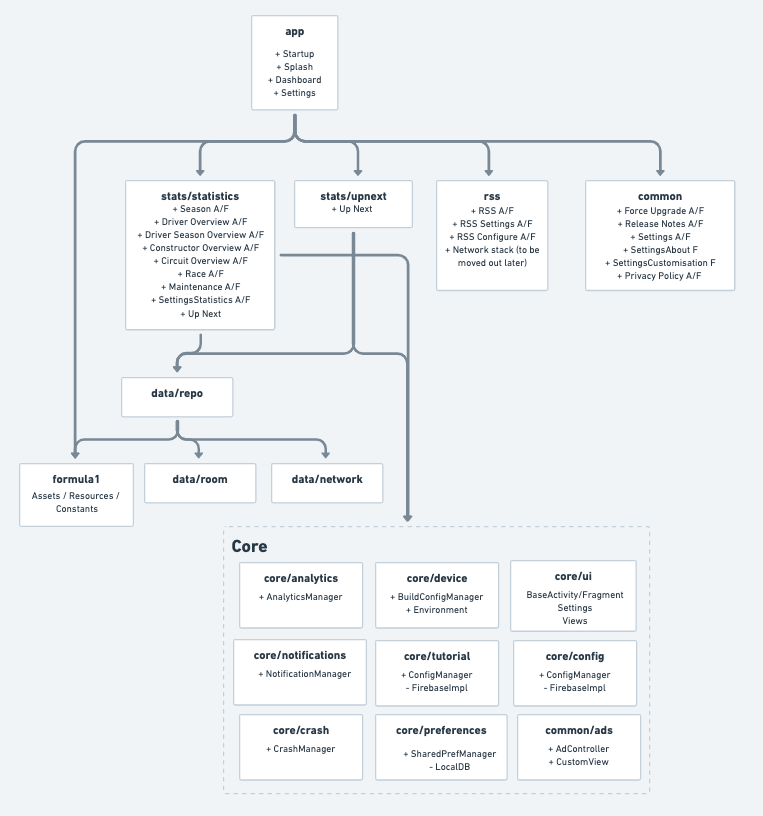 app
+ Startup
+ Splash
+ Dashboard
+ Settings
stats/statistics
+ Season A/F
+ Driver Overview A/F
+ Driver Season Overview A/F
+ Constructor Overview A/F
+ Circuit Overview A/F
+ Race A/F
+ Maintenance A/F
+ SettingsStatistics A/F
+ Up Next
stats/upnext
+ Up Next
rss
+ RSS A/F
+ RSS Settings A/F
+ RSS Configure A/F
+ Network stack (to be
moved out later)
common
+ Force Upgrade A/F
+ Release Notes A/F
+ Settings A/F
+ SettingsAbout F
+ SettingsCustomisation F
+ Privacy Policy A/F
data/repo
formula1
Assets / Resources /
Constants
data/room
data/network
Core
core/analytics
+ AnalyticsManager
core/device
+ BuildConfigManager
+ Environment
core/ui
BaseActivity/Fragment
Settings
Views
core/notifications
+ NotificationManager
core/tutorial
+ ConfigManager
- FirebaseImpl
core/config
+ ConfigManager
- FirebaseImpl
core/crash
+ CrashManager
core/preferences
+ SharedPrefManager
- LocalDB
common/ads
+ AdController
+ CustomView